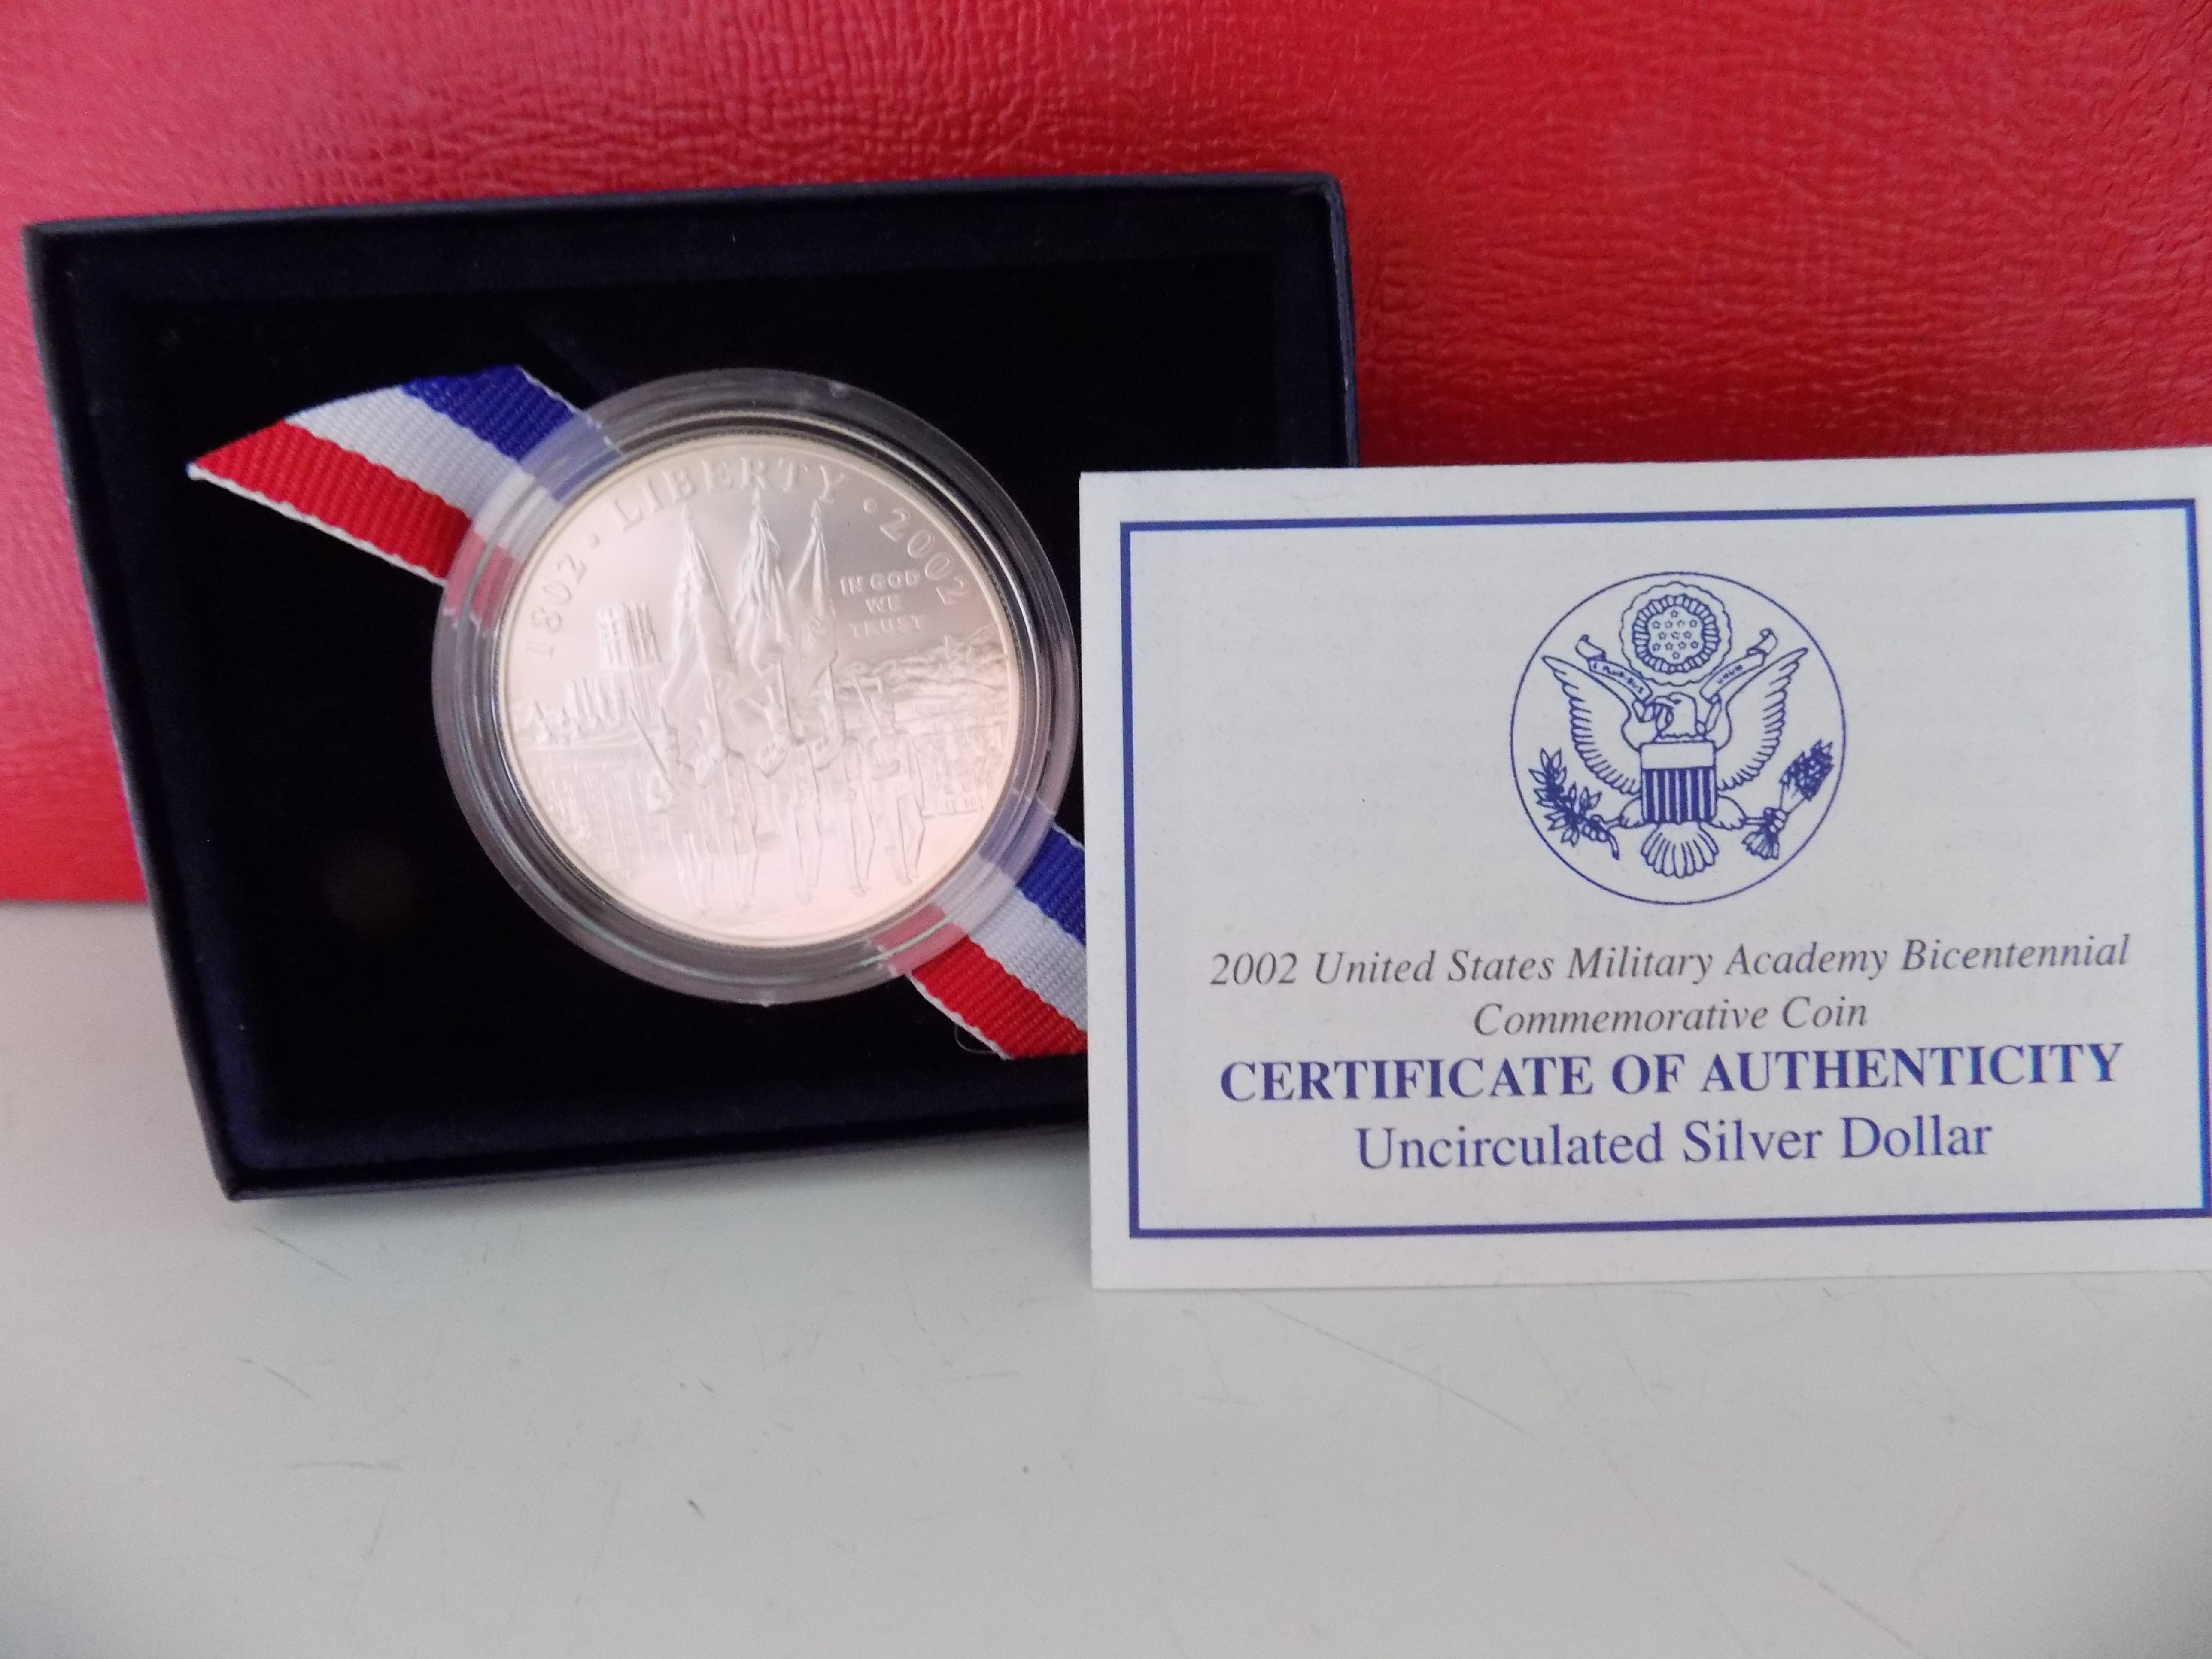 1802 • LIBERTY • 2002
IN GOD
WE
TRUST
2002 United States Military Academy Bicentennial
Commemorative Coin
CERTIFICATE OF AUTHENTICITY
Uncirculated Silver Dollar